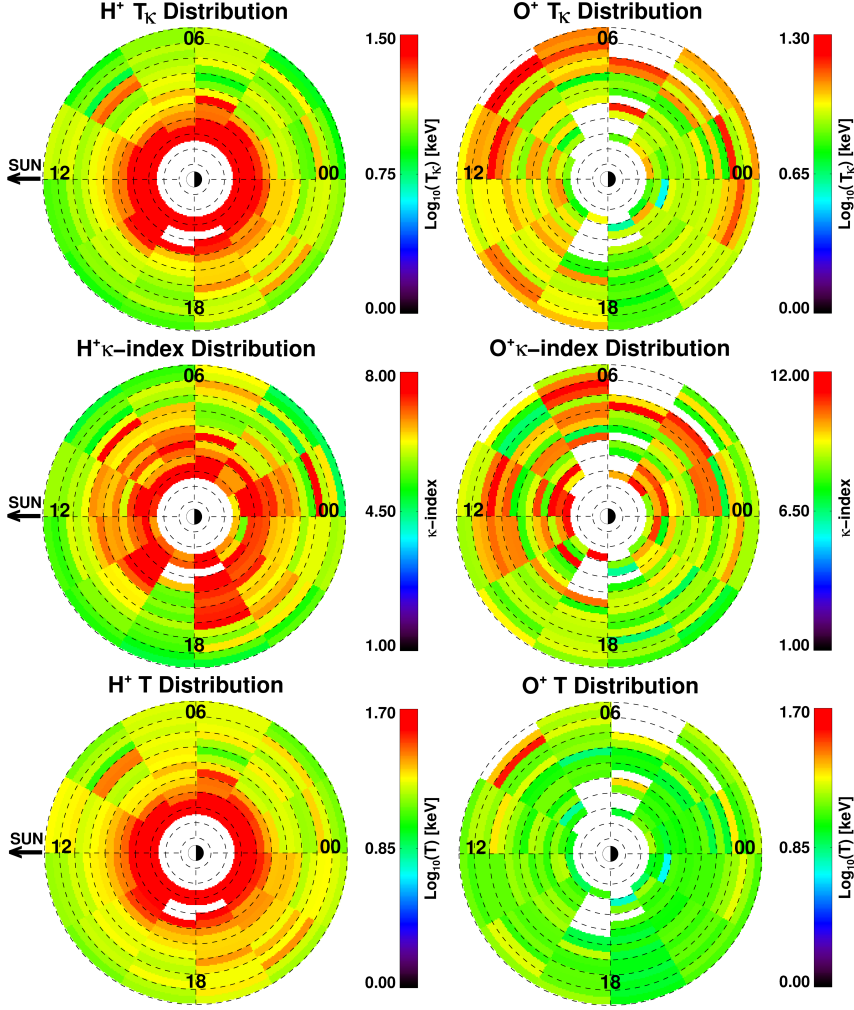 H⁺ Tκ Distribution
O⁺ Tκ Distribution
06
1.50
06
1.30
SUN
12
00
0.75
Log₁₀(Tκ) [keV]
12
00
0.65
Log₁₀(Tκ) [keV]
18
0.00
18
0.00
H⁺κ−index Distribution
O⁺κ−index Distribution
06
8.00
06
12.00
SUN
12
00
4.50
κ−index
12
00
6.50
κ−index
18
1.00
18
1.00
H⁺ T Distribution
O⁺ T Distribution
06
1.70
06
1.70
SUN
12
00
0.85
Log₁₀(T) [keV]
12
00
0.85
Log₁₀(T) [keV]
18
0.00
18
0.00